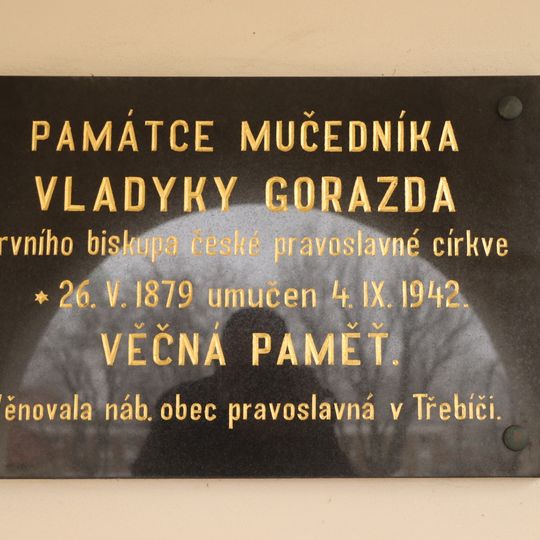 PAMÁTCE MUČEDNÍKA
VLADYKY GORAZDA
rvního biskupa české pravoslavné církve
* 26. V. 1879 umučen 4. IX. 1942.
VĚČNÁ PAMĚŤ.
ěnovala náb. obec pravoslavná v Třebíči.